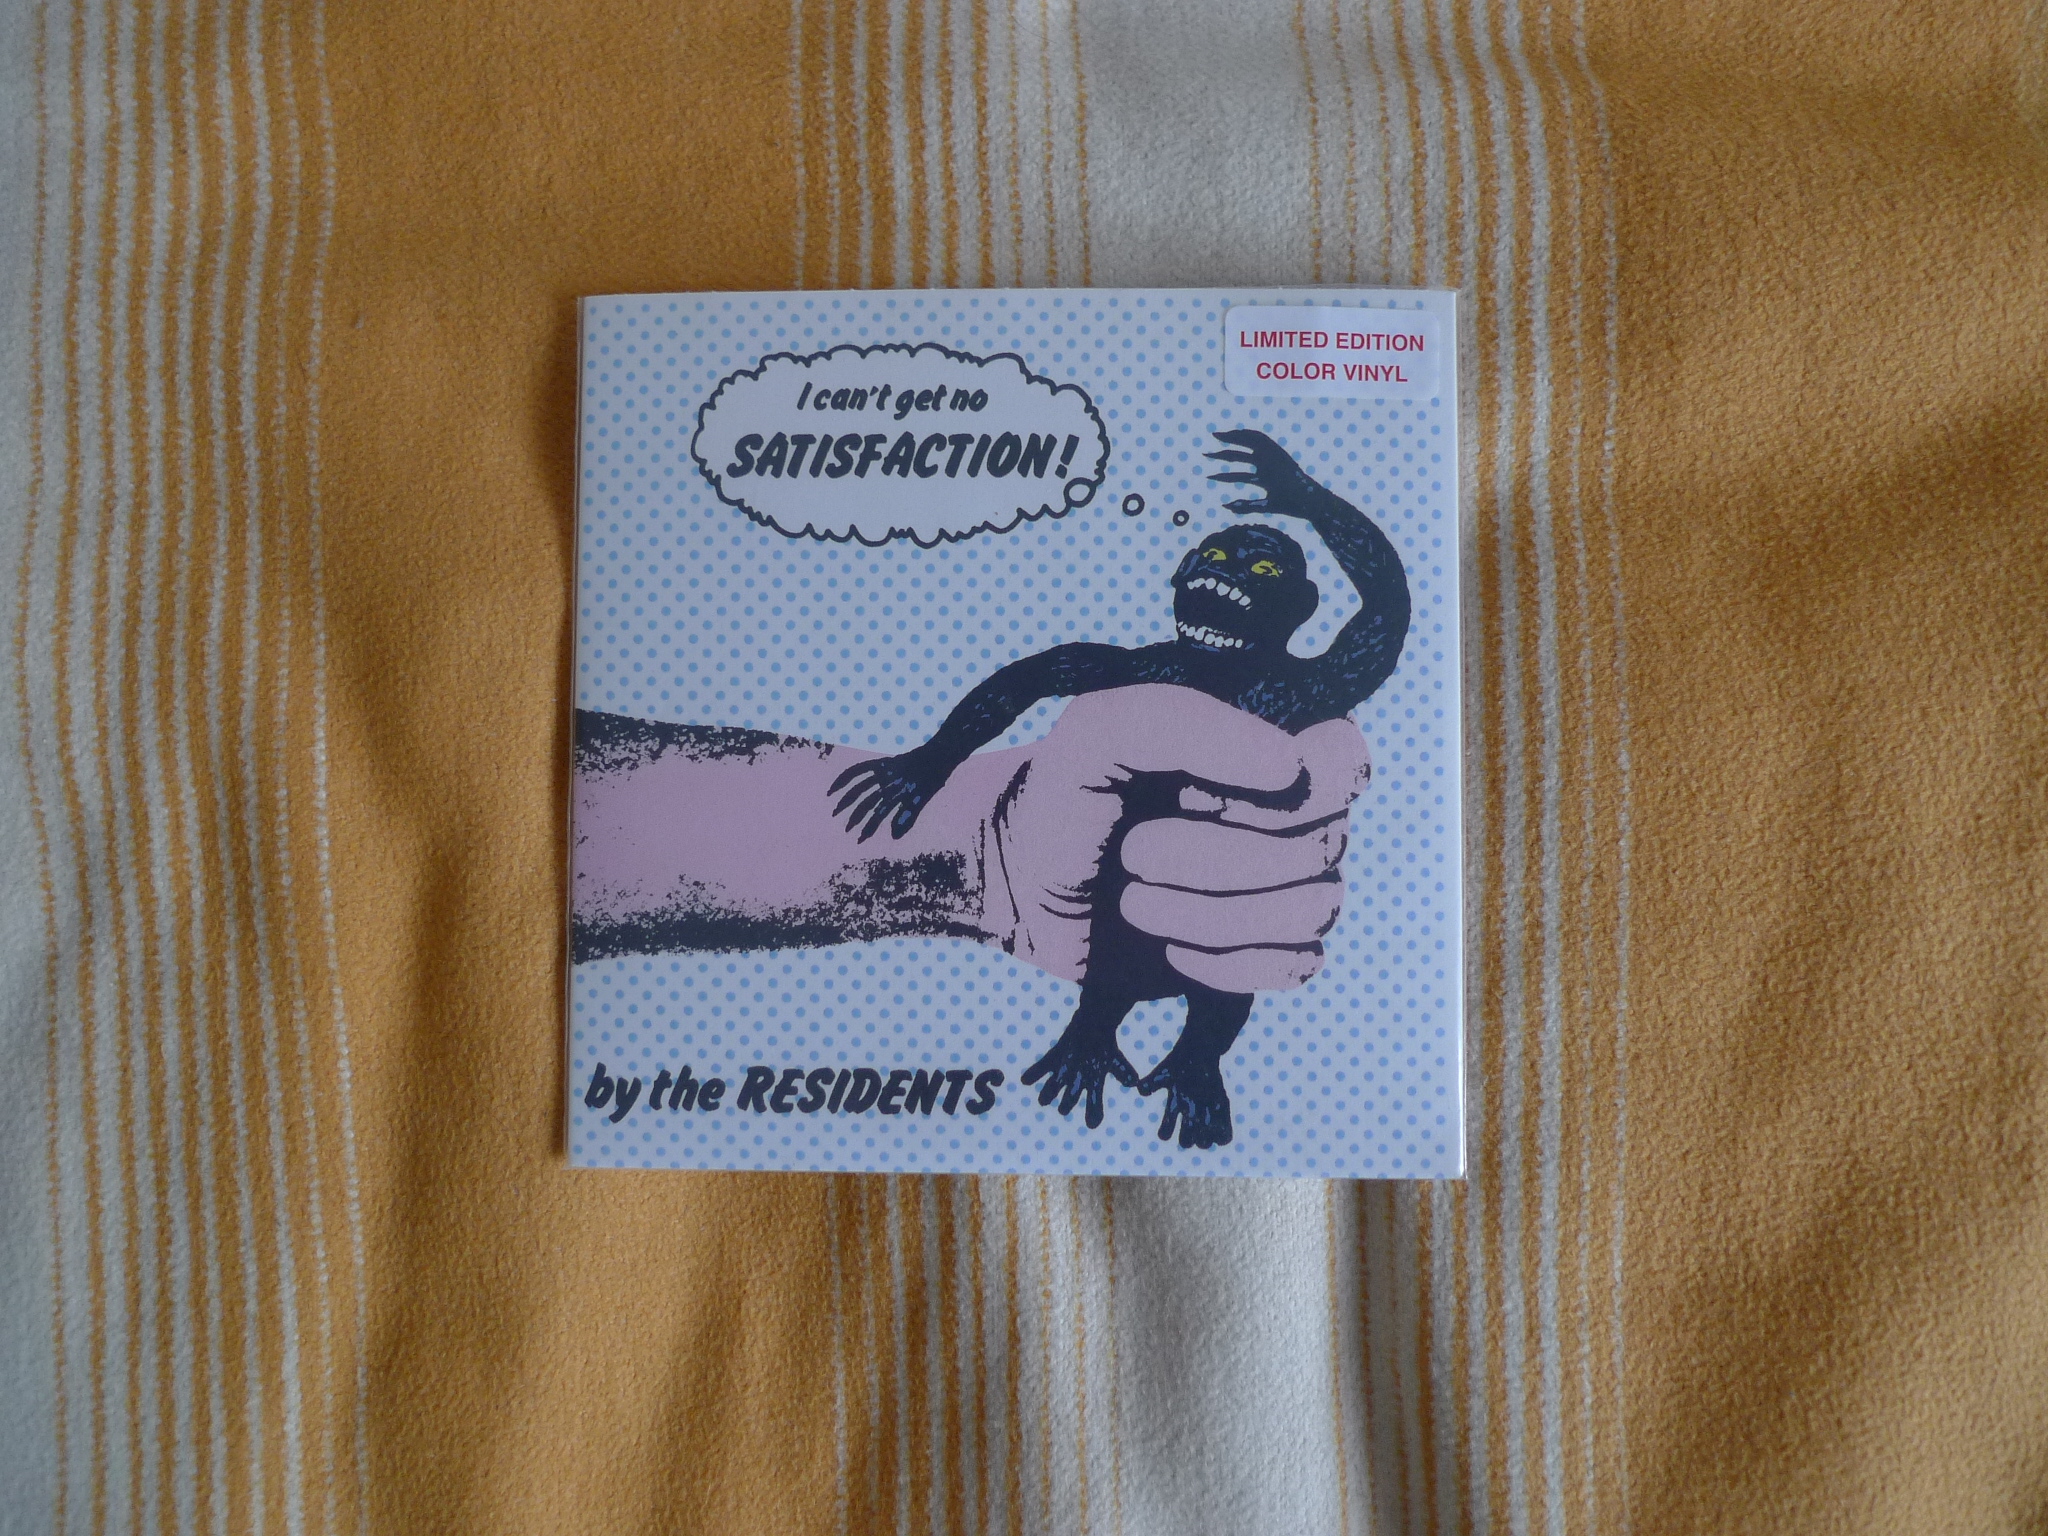 LIMITED EDITION
COLOR VINYL
I can't get no
SATISFACTION!
by the RESIDENTS